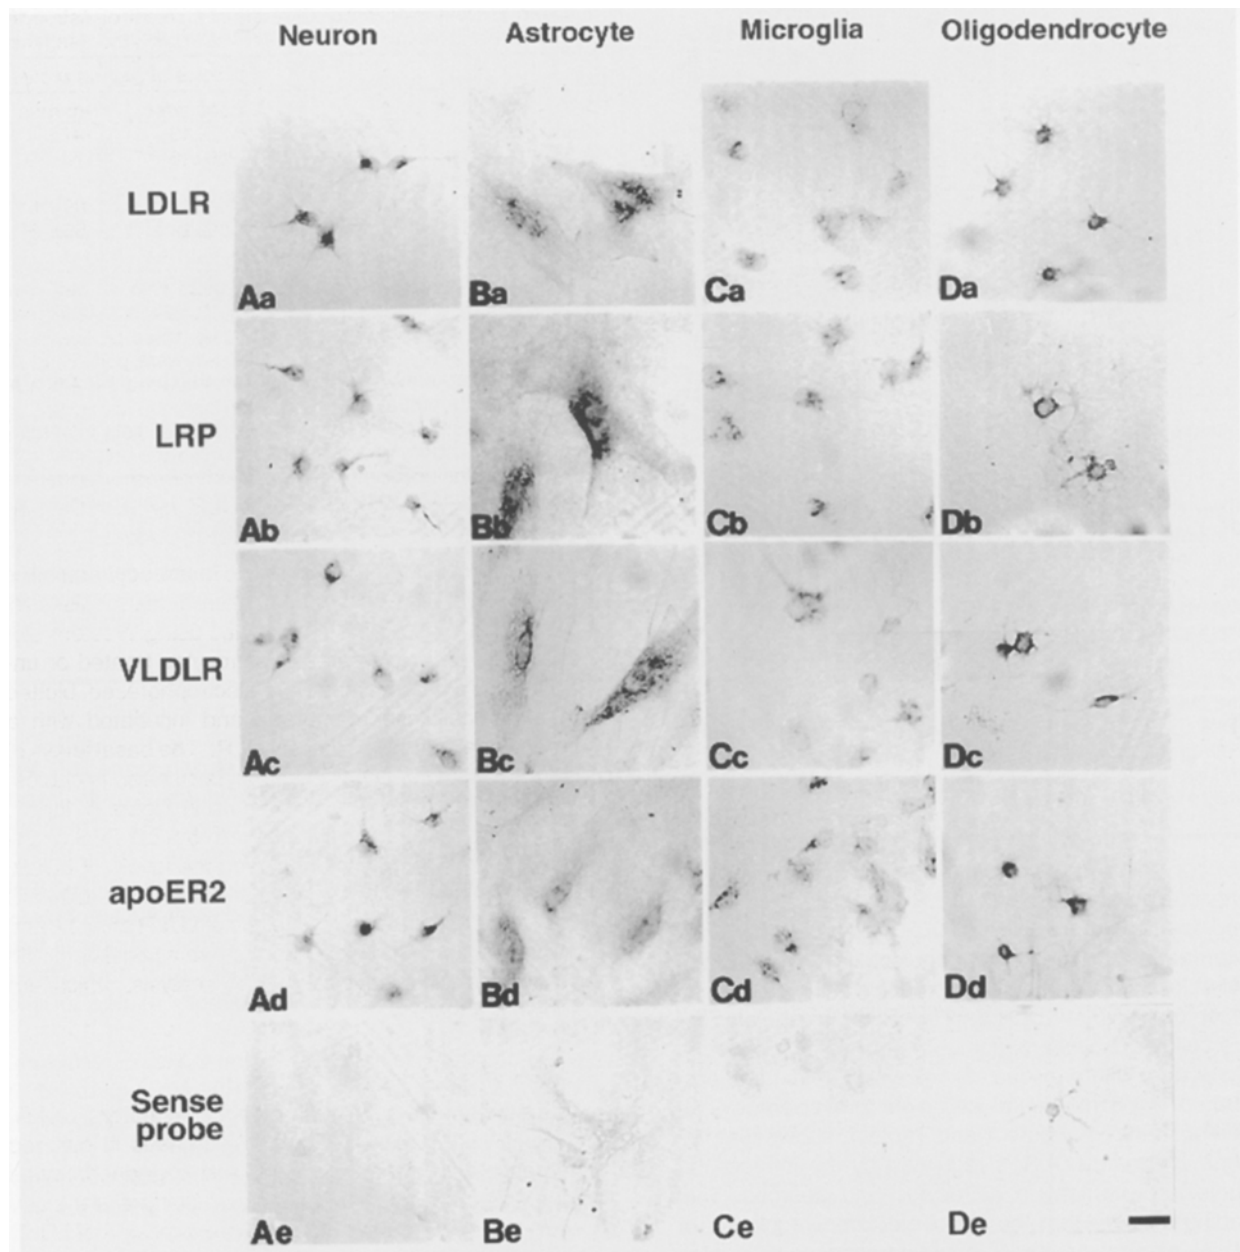 Neuron Astrocyte Microglia Oligodendrocyte
LDLR
Aa Ba Ca Da
LRP
Ab Bb Cb Db
VLDLR
Ac Bc Cc Dc
apoER2
Ad Bd Cd Dd
Sense
probe
Ae Be Ce De